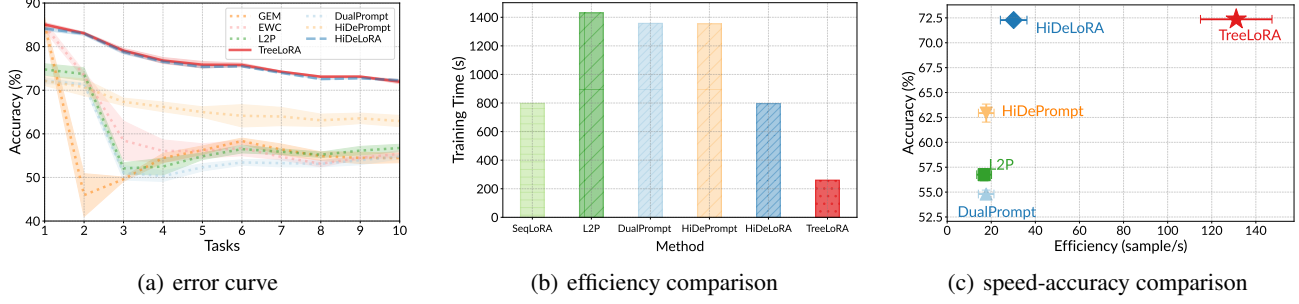 90
80
70
60
50
40
Accuracy (%)
1 2 3 4 5 6 7 8 9 10
Tasks
GEM
EWC
L2P
TreeLoRA
DualPrompt
HiDePrompt
HiDeLoRA
(a) error curve
1400
1200
1000
800
600
400
200
0
Training Time (s)
SeqLoRA L2P DualPrompt HiDePrompt HiDeLoRA TreeLoRA
Method
(b) efficiency comparison
72.5
70.0
67.5
65.0
62.5
60.0
57.5
55.0
52.5
Accuracy (%)
HiDeLoRA
TreeLoRA
HiDePrompt
L2P
DualPrompt
0 20 40 60 80 100 120 140
Efficiency (sample/s)
(c) speed-accuracy comparison